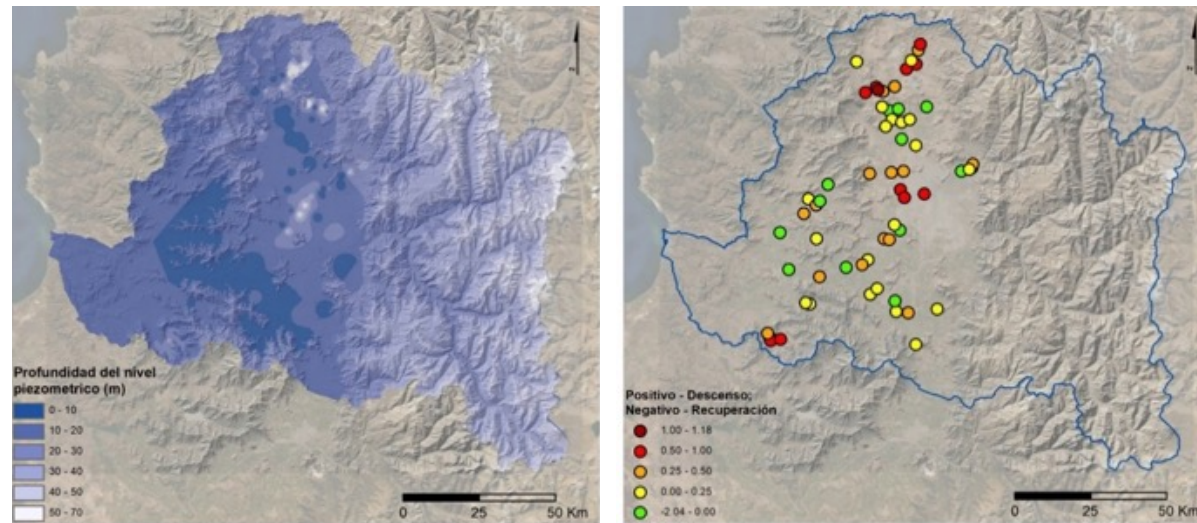 Profundidad del nivel
piezometrico (m)
0 - 10
10 - 20
20 - 30
30 - 40
40 - 50
50 - 70
0 25 50 Km
Positivo - Descenso;
Negativo - Recuperación
1.00 - 1.18
0.50 - 1.00
0.25 - 0.50
0.00 - 0.25
-2.04 - 0.00
0 25 50 Km